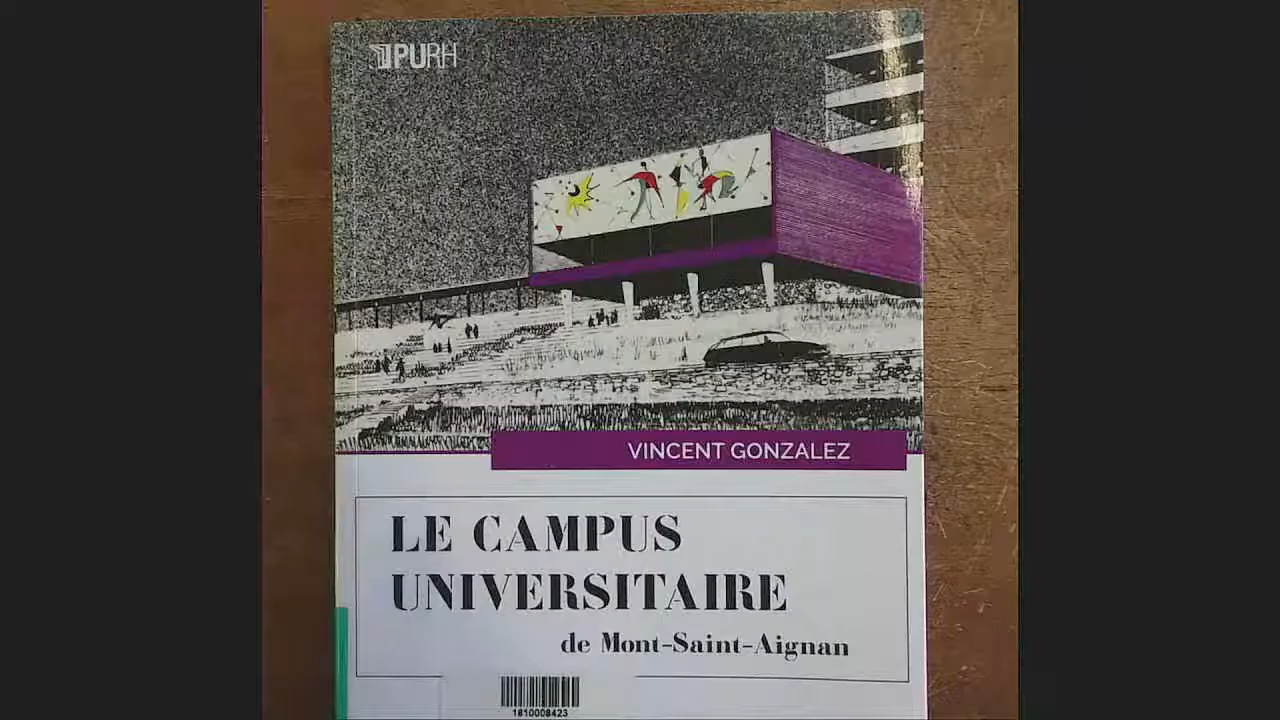 PURH
VINCENT GONZALEZ
LE CAMPUS
UNIVERSITAIRE
de Mont-Saint-Aignan
1810008423